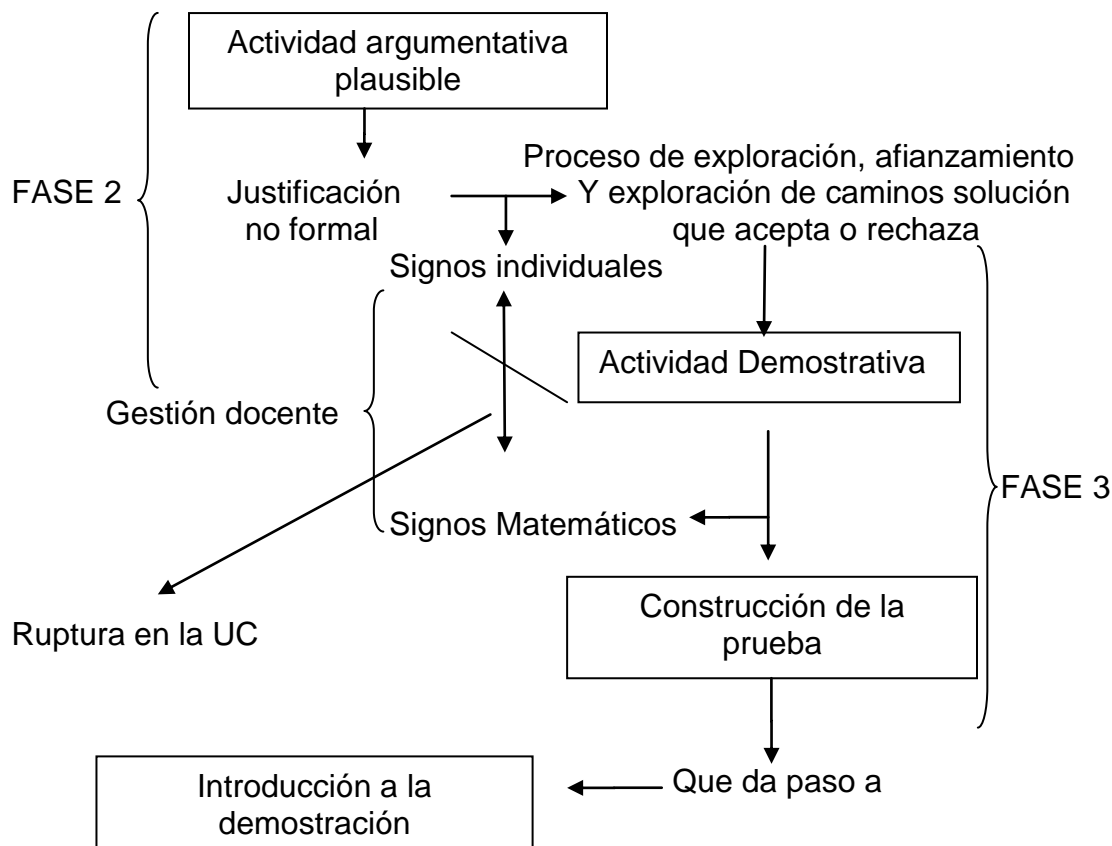 Actividad argumentativa
plausible
Proceso de exploración, afianzamiento
FASE 2
Justificación
Y exploración de caminos solución
no formal
que acepta o rechaza
Signos individuales
Actividad Demostrativa
Gestión docente
FASE 3
Signos Matemáticos
Construcción de la
prueba
Ruptura en la UC
Que da paso a
Introducción a la
demostración